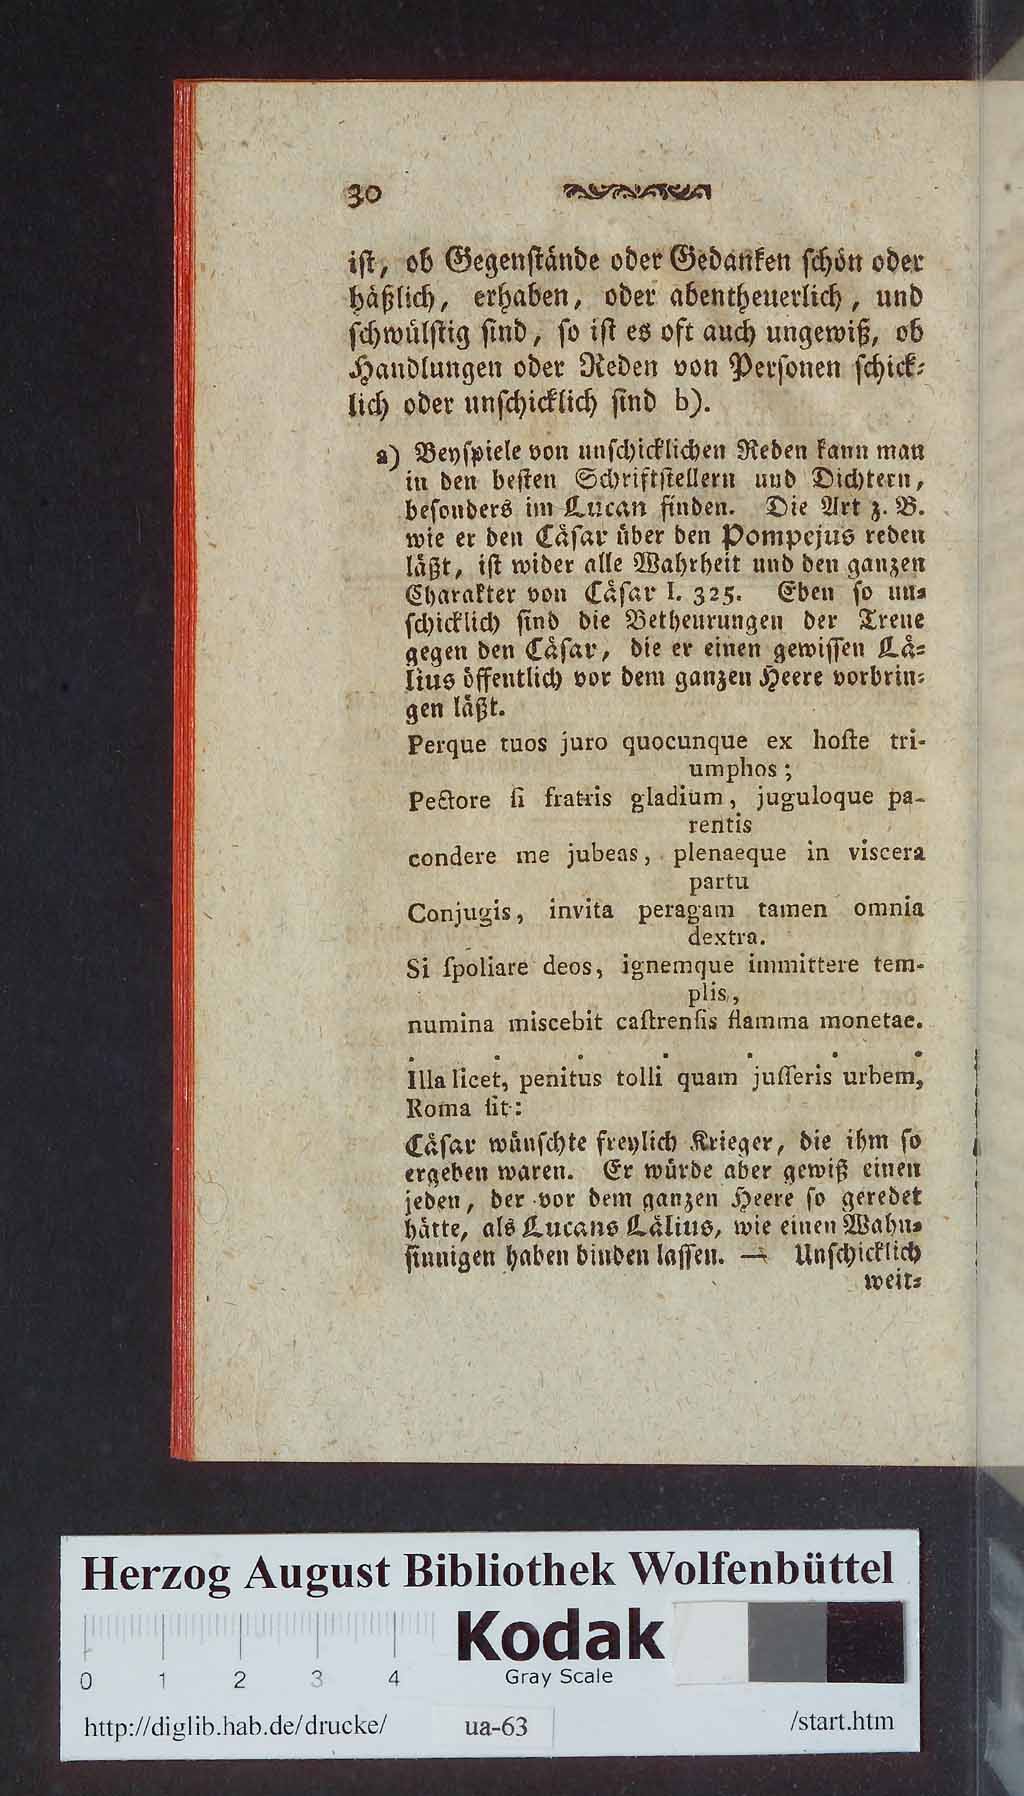 30
ist, ob Gegenstände oder Gedanken schön oder
häßlich, erhaben, oder abentheuerlich, und
schwülstig sind, so ist es oft auch ungewiß, ob
Handlungen oder Reden von Personen schick-
lich oder unschicklich sind b).
a) Beyspiele von unschicklichen Reden kann man
in den besten Schriftstellern und Dichtern,
besonders im Lucan finden. Die Art z. B.
wie er den Cäsar über den Pompejus reden
läßt, ist wider alle Wahrheit und den ganzen
Charakter von Cäsar I. 325. Eben so un-
schicklich sind die Betheurungen der Treue
gegen den Cäsar, die er einen gewissen Lä-
lius öffentlich vor dem ganzen Heere vorbrin-
gen läßt.
Perque tuos juro quocunque ex hoſte tri-
umphos;
Pectore ſi fratris gladium, juguloque pa-
rentis
condere me jubeas, plenaeque in viscera
partu
Conjugis, invita peragam tamen omnia
dextra.
Si ſpoliare deos, ignemque immittere tem-
plis,
numina miscebit caſtrenſis flamma monetae.
. . . . . . .
Illa licet, penitus tolli quam juſſeris urbem,
Roma ſit:
Cäsar wünschte freylich Krieger, die ihm so
ergeben waren. Er würde aber gewiß einen
jeden, der vor dem ganzen Heere so geredet
hätte, als Lucans Lälius, wie einen Wahn-
sinnigen haben binden lassen. — Unschicklich
weit-
Herzog August Bibliothek Wolfenbüttel
Kodak
Gray Scale
0 1 2 3 4
http://diglib.hab.de/drucke/ ua-63 /start.htm